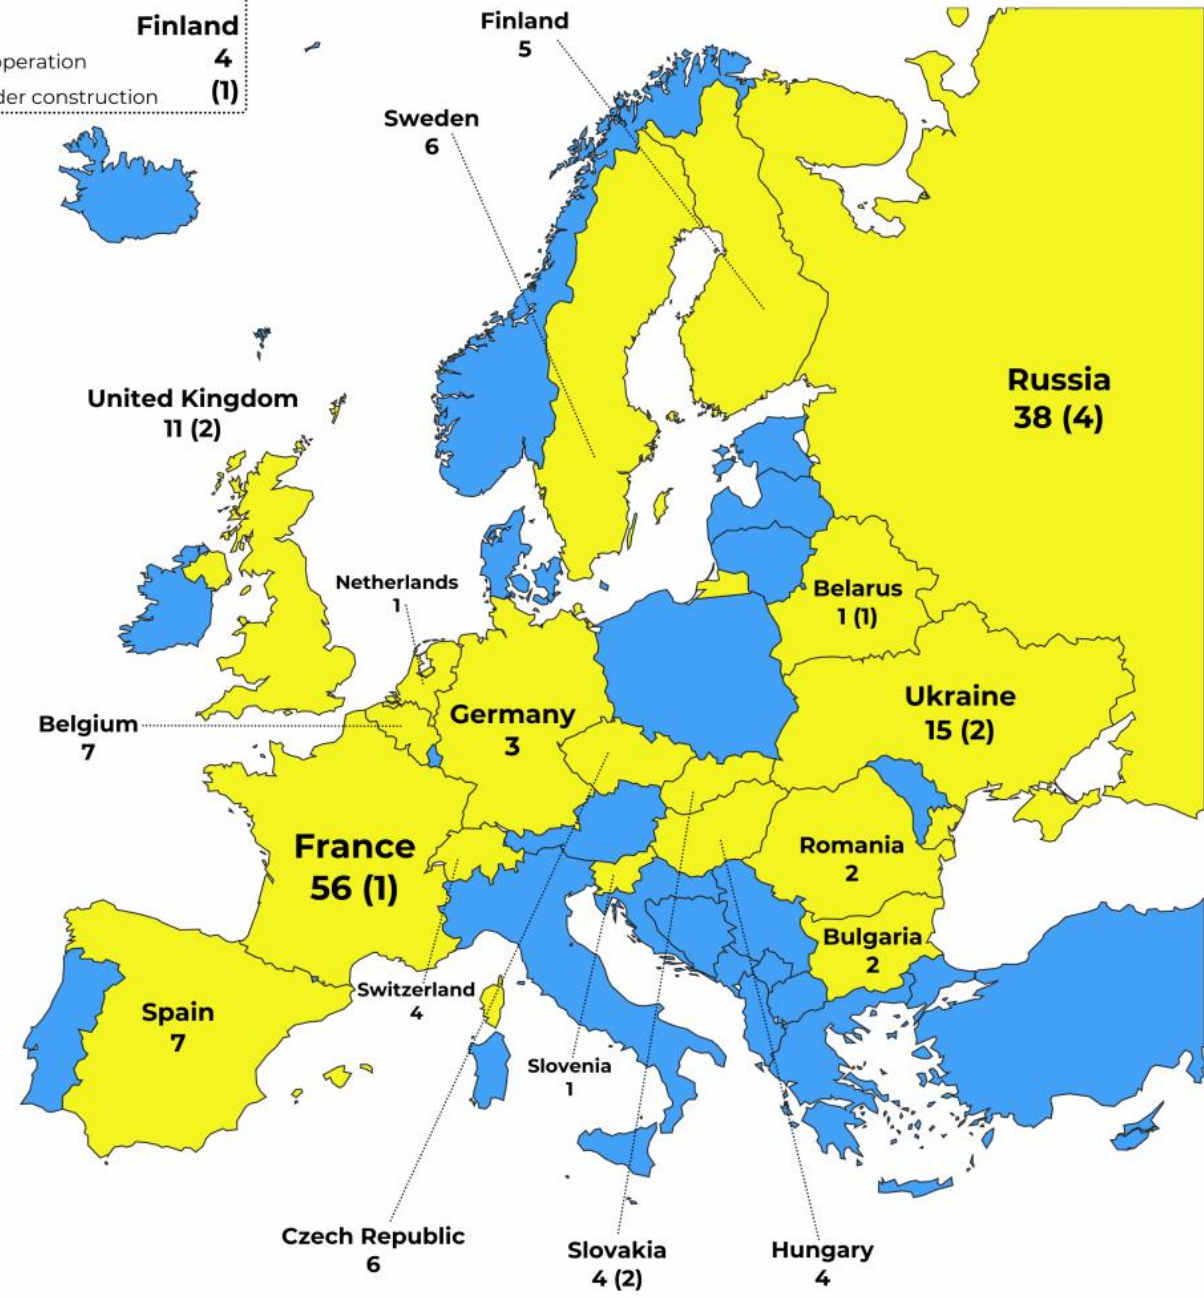 Finland
operation 4
der construction (1)
Finland
5
Sweden
6
United Kingdom
11 (2)
Russia
38 (4)
Netherlands
1
Belarus
1 (1)
Belgium
7
Germany
3
Ukraine
15 (2)
France
56 (1)
Romania
2
Bulgaria
2
Switzerland
4
Spain
7
Slovenia
1
Czech Republic
6
Slovakia
4 (2)
Hungary
4